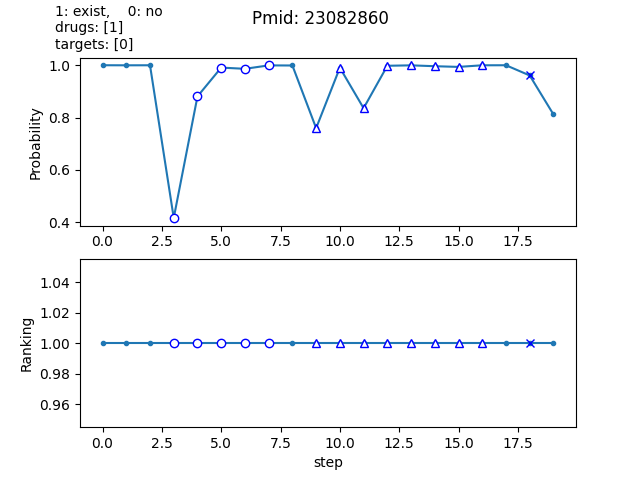 1: exist,    0: no
drugs: [1]
targets: [0]
Pmid: 23082860
1.0
0.8
0.6
0.4
Probability
0.0 2.5 5.0 7.5 10.0 12.5 15.0 17.5
1.04
1.02
1.00
0.98
0.96
Ranking
0.0 2.5 5.0 7.5 10.0 12.5 15.0 17.5
step